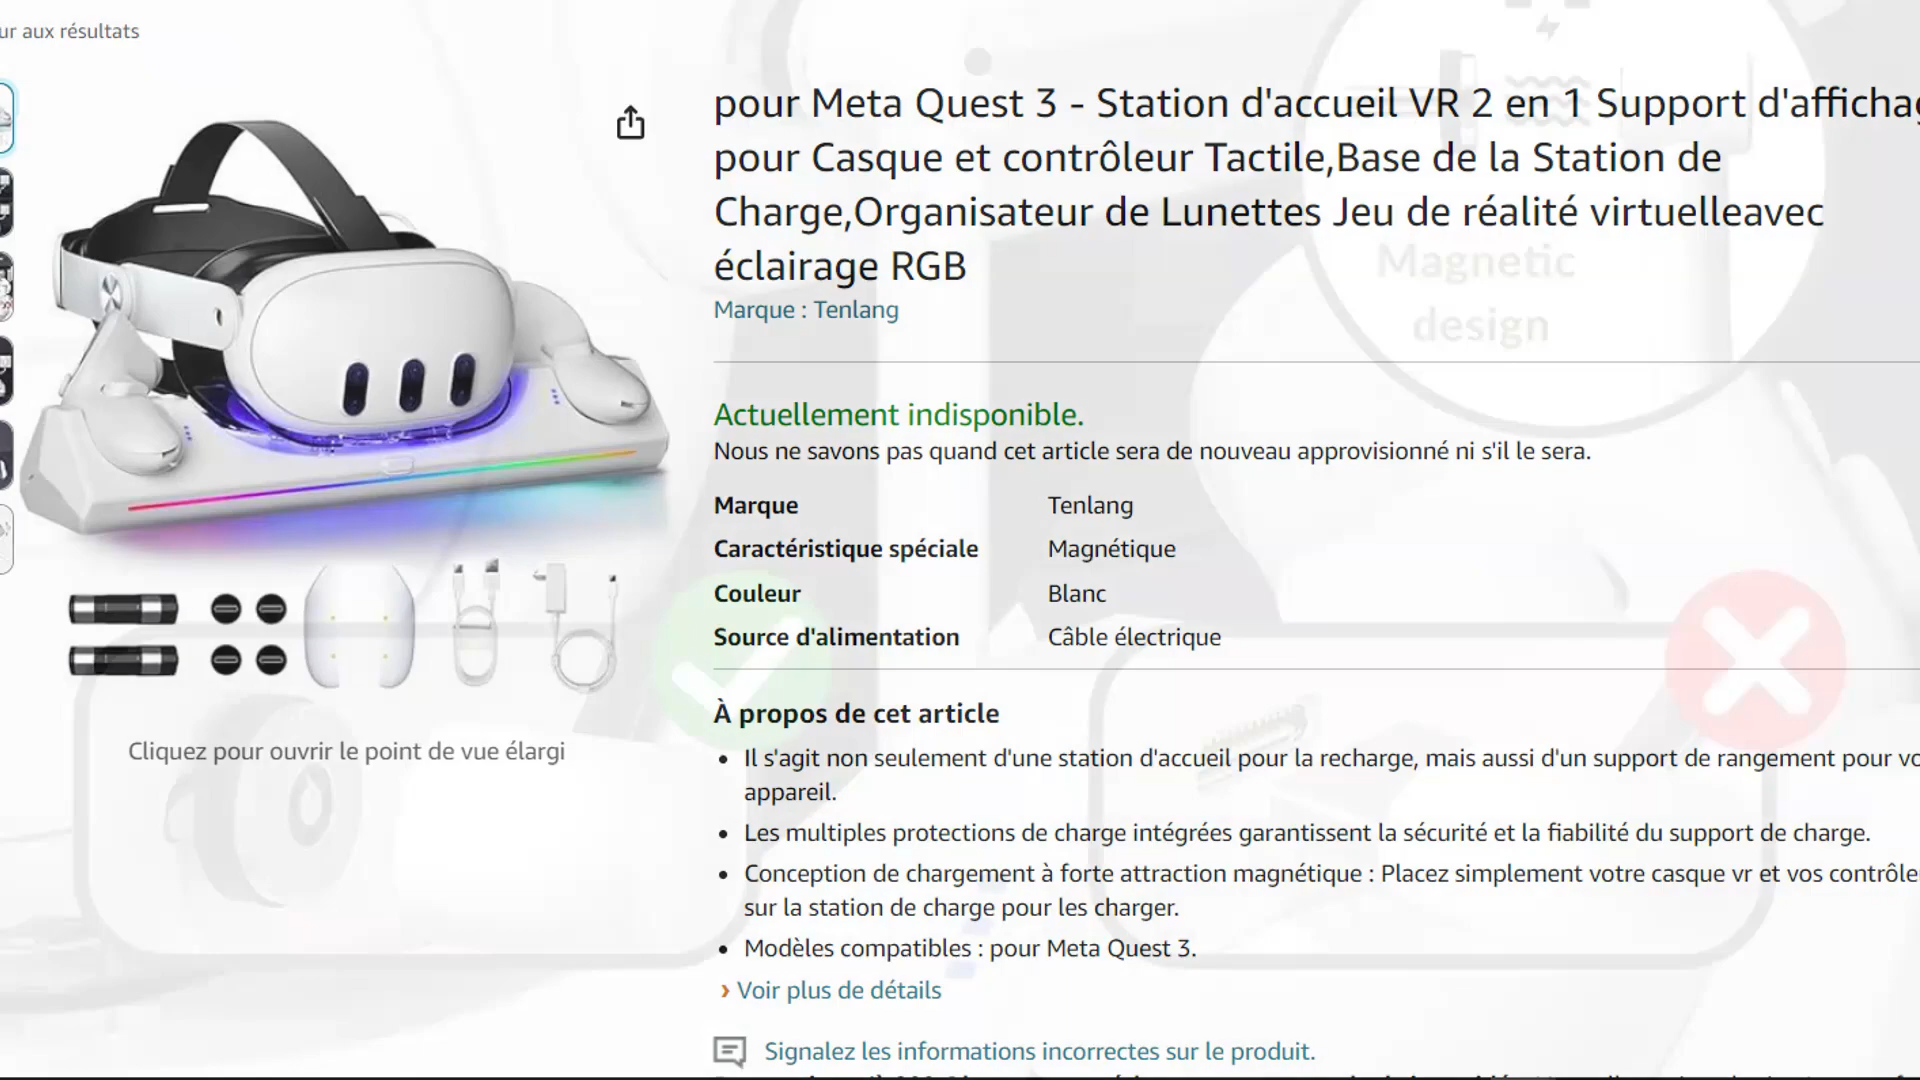 ur aux résultats
pour Meta Quest 3 - Station d'accueil VR 2 en 1 Support d'affichag
pour Casque et contrôleur Tactile,Base de la Station de
Charge,Organisateur de Lunettes Jeu de réalité virtuelleavec
éclairage RGB
Marque : Tenlang
Magnetic
design
Actuellement indisponible.
Nous ne savons pas quand cet article sera de nouveau approvisionné ni s'il le sera.
Marque Tenlang
Caractéristique spéciale Magnétique
Couleur Blanc
Source d'alimentation Câble électrique
À propos de cet article
Il s'agit non seulement d'une station d'accueil pour la recharge, mais aussi d'un support de rangement pour vo
appareil.
Les multiples protections de charge intégrées garantissent la sécurité et la fiabilité du support de charge.
Conception de chargement à forte attraction magnétique : Placez simplement votre casque vr et vos contrôle
sur la station de charge pour les charger.
Modèles compatibles : pour Meta Quest 3.
› Voir plus de détails
Signalez les informations incorrectes sur le produit.
Cliquez pour ouvrir le point de vue élargi